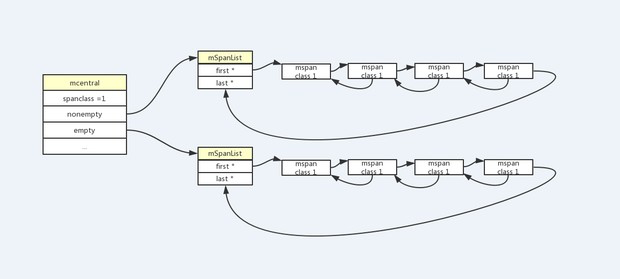 mcentral
spanclass =1
nonempty
empty
...
mSpanList
first *
last *
mspan
class 1
mspan
class 1
mspan
class 1
mspan
class 1
mSpanList
first *
last *
mspan
class 1
mspan
class 1
mspan
class 1
mspan
class 1